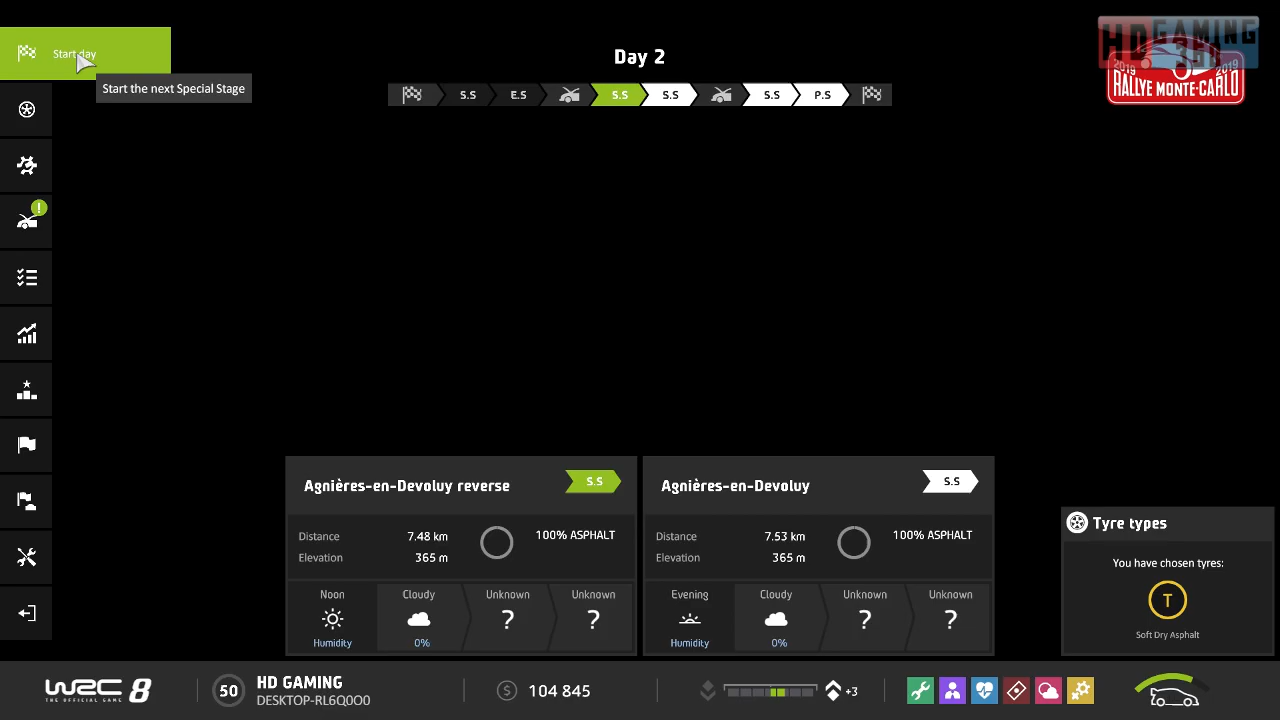 Start day
Start the next Special Stage
Day 2
S.S E.S S.S S.S S.S P.S
HD GAMING
2019 2019
RALLYE MONTE-CARLO
Agnières-en-Devoluy reverse S.S
Distance 7.48 km 100% ASPHALT
Elevation 365 m
Noon Cloudy Unknown Unknown
? ?
Humidity 0%
Agnières-en-Devoluy S.S
Distance 7.53 km 100% ASPHALT
Elevation 365 m
Evening Cloudy Unknown Unknown
? ?
Humidity 0%
Tyre types
You have chosen tyres:
T
Soft Dry Asphalt
WRC 8
THE OFFICIAL GAME
50 HD GAMING
DESKTOP-RL6Q0O0
104 845
+3